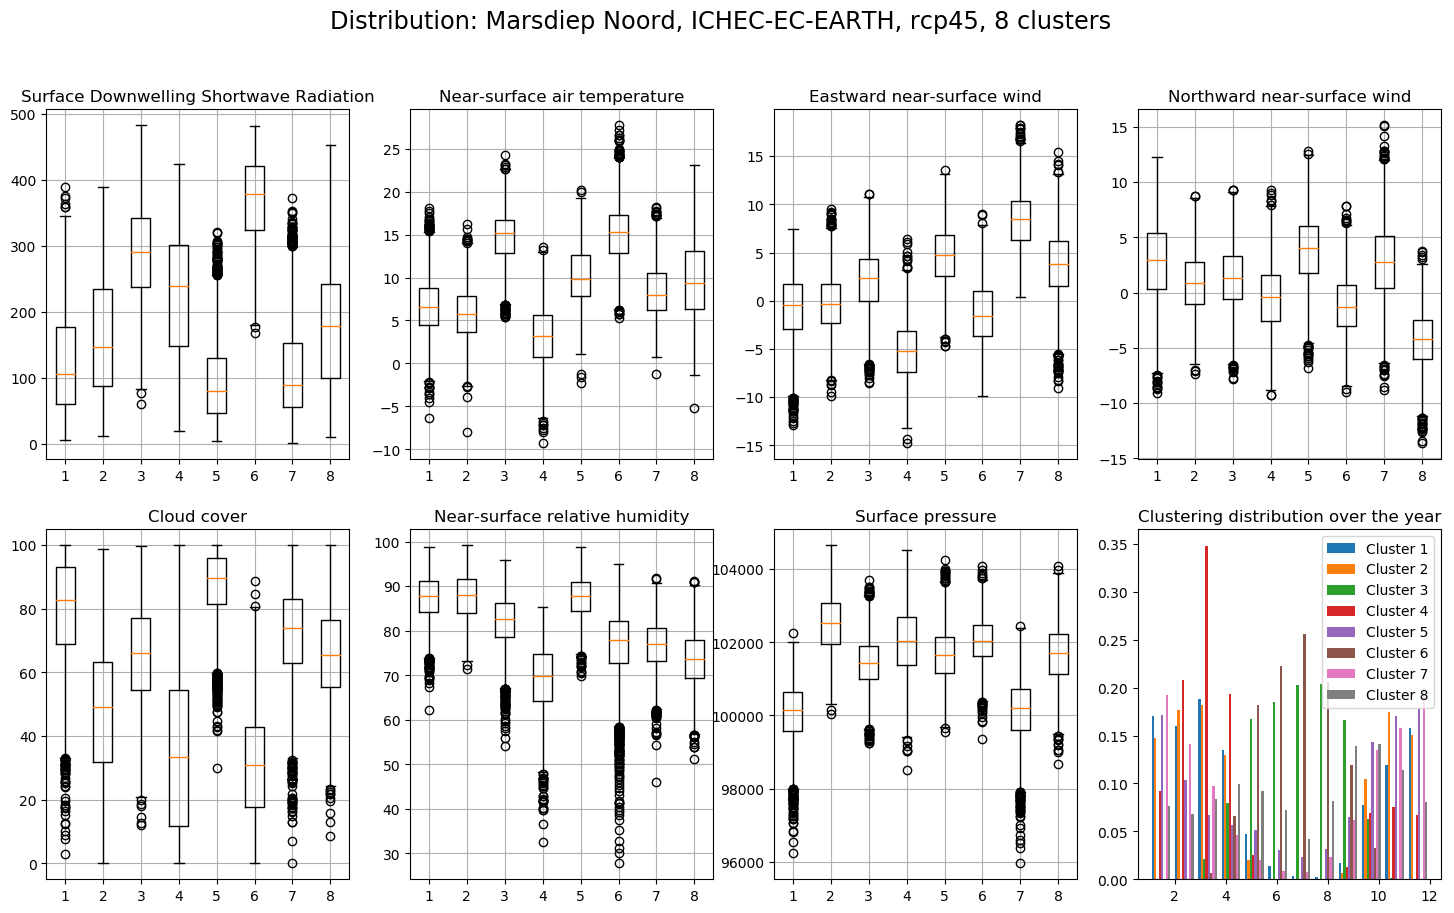 Distribution: Marsdiep Noord, ICHEC-EC-EARTH, rcp45, 8 clusters
Surface Downwelling Shortwave Radiation
500
400
300
200
100
0
1 2 3 4 5 6 7 8
Near-surface air temperature
25
20
15
10
5
0
−5
−10
1 2 3 4 5 6 7 8
Eastward near-surface wind
15
10
5
0
−5
−10
−15
1 2 3 4 5 6 7 8
Northward near-surface wind
15
10
5
0
−5
−10
−15
1 2 3 4 5 6 7 8
Cloud cover
100
80
60
40
20
0
1 2 3 4 5 6 7 8
Near-surface relative humidity
100
90
80
70
60
50
40
30
1 2 3 4 5 6 7 8
Surface pressure
104000
102000
100000
98000
96000
1 2 3 4 5 6 7 8
Clustering distribution over the year
0.35
0.30
0.25
0.20
0.15
0.10
0.05
0.00
2 4 6 8 10 12
Cluster 1
Cluster 2
Cluster 3
Cluster 4
Cluster 5
Cluster 6
Cluster 7
Cluster 8